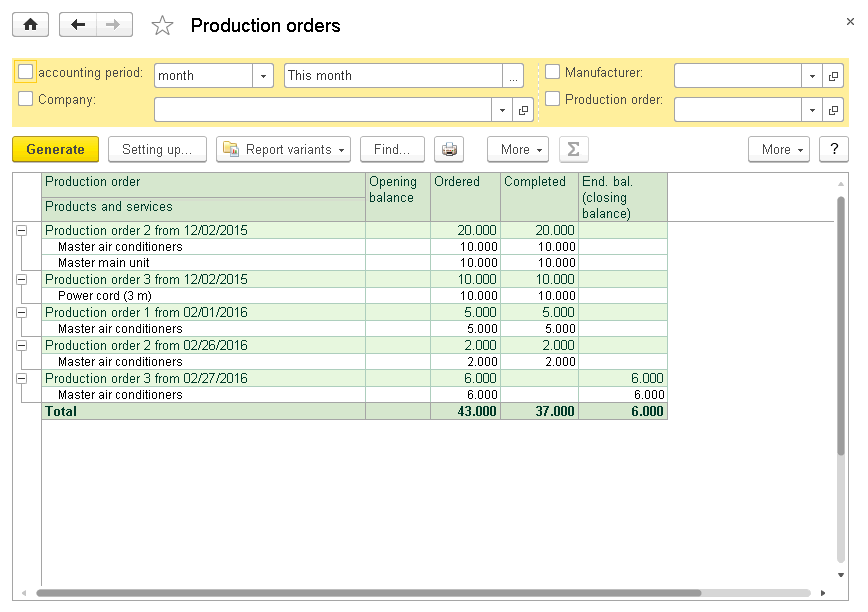 Production orders
accounting period: month This month ... Manufacturer:
Company: Production order:
Generate Setting up... Report variants Find... More Σ More ?
Production order Opening balance Ordered Completed End. bal. (closing balance)
Products and services
Production order 2 from 12/02/2015 20.000 20.000
Master air conditioners 10.000 10.000
Master main unit 10.000 10.000
Production order 3 from 12/02/2015 10.000 10.000
Power cord (3 m) 10.000 10.000
Production order 1 from 02/01/2016 5.000 5.000
Master air conditioners 5.000 5.000
Production order 2 from 02/26/2016 2.000 2.000
Master air conditioners 2.000 2.000
Production order 3 from 02/27/2016 6.000 6.000
Master air conditioners 6.000 6.000
Total 43.000 37.000 6.000